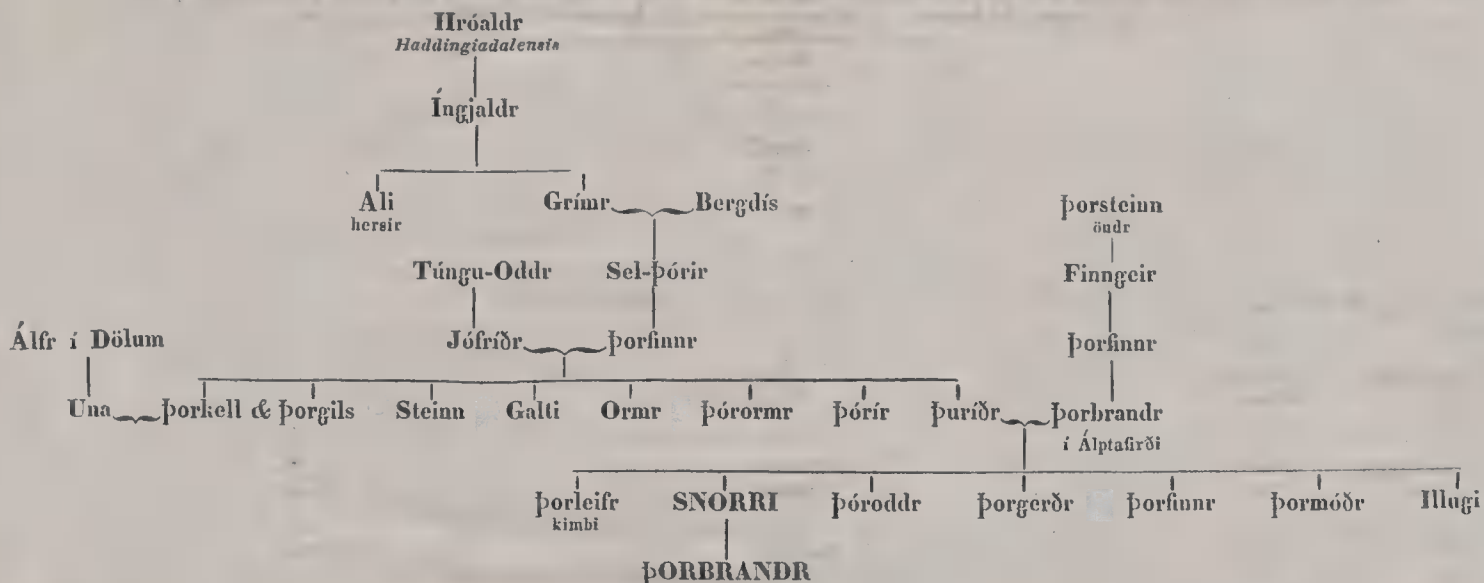 Hróaldr
Haddingiadalensis
Íngjaldr
Ali
hersir
Grímr Bergdís
Þorsteinn
öndr
Túngu-Oddr Sel-Þórir Finngeir
Álfr í Dölum Jófríðr Þorfinnr Þorfinnr
Una Þorkell & Þorgils Steinn Galti Ormr Þórormr Þórír Þuríðr Þorbrandr
í Álptafirði
Þorleifr SNORRI Þóroddr Þorgerðr Þorfinnr Þormóðr Illugi
kimbi
ÞORBRANDR